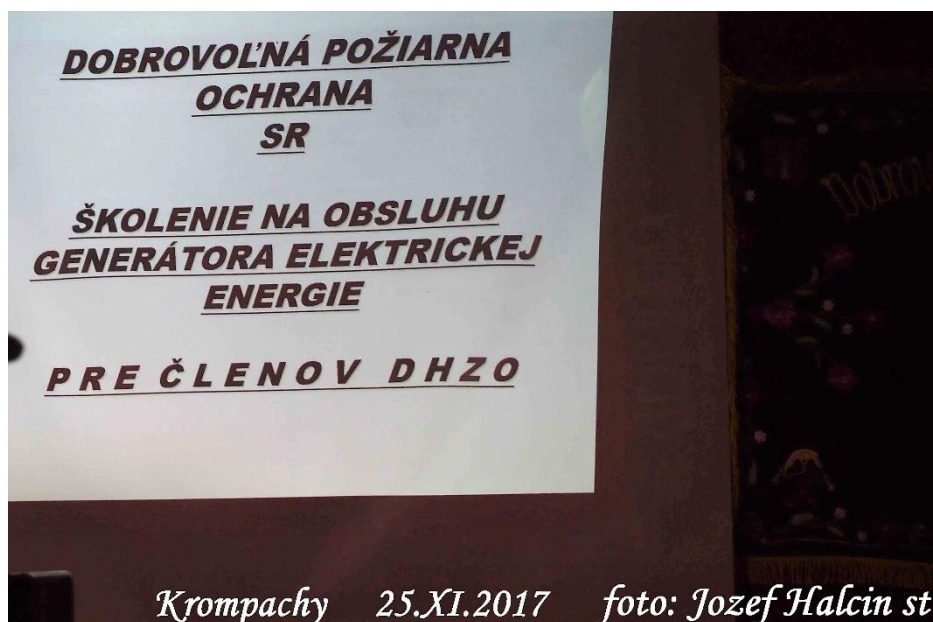 DOBROVOĽNÁ POŽIARNA
OCHRANA
SR
ŠKOLENIE NA OBSLUHU
GENERÁTORA ELEKTRICKEJ
ENERGIE
PRE ČLENOV DHZO
Krompachy 25.XI.2017 foto: Jozef Halcin st